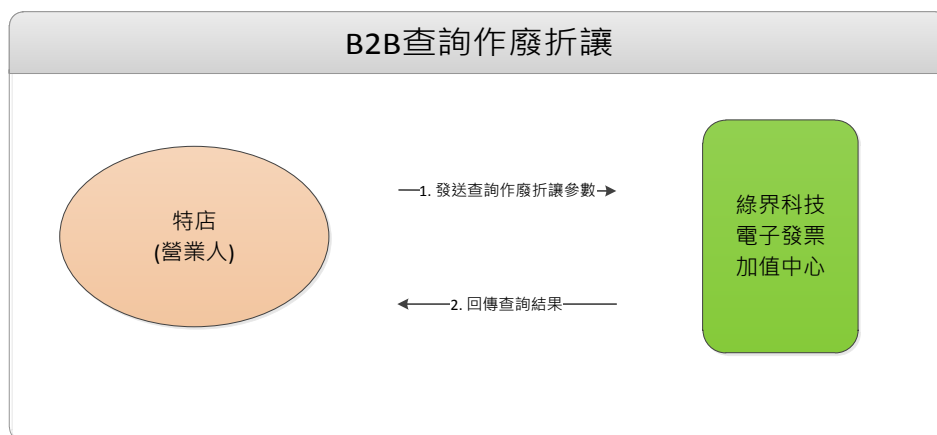 B2B查詢作廢折讓
特店
(營業人)
1. 發送查詢作廢折讓參數
2. 回傳查詢結果
綠界科技
電子發票
加值中心